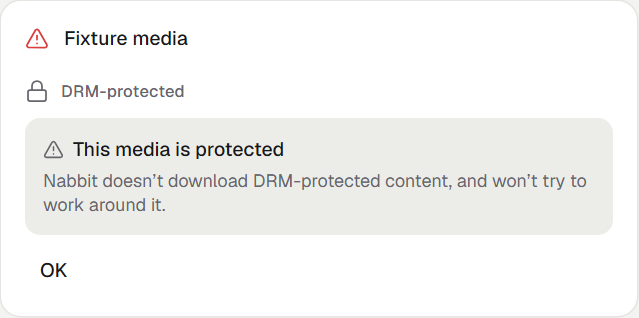 Fixture media
DRM-protected
This media is protected
Nabbit doesn’t download DRM-protected content, and won’t try to
work around it.
OK